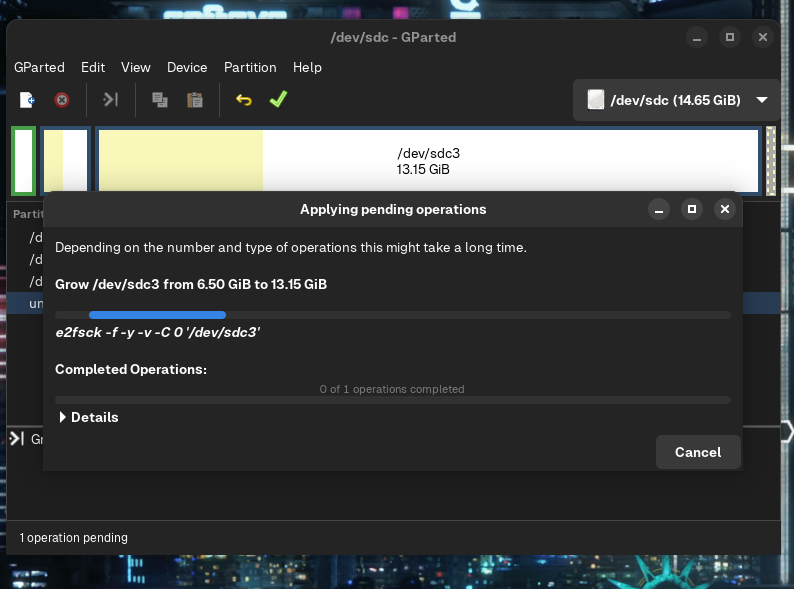 /dev/sdc - GParted
GParted Edit View Device Partition Help
/dev/sdc (14.65 GiB)
/dev/sdc3
13.15 GiB
Partit
/d
/d
/d
un
Applying pending operations
Depending on the number and type of operations this might take a long time.
Grow /dev/sdc3 from 6.50 GiB to 13.15 GiB
e2fsck -f -y -v -C 0 '/dev/sdc3'
Completed Operations:
0 of 1 operations completed
Details
Gr
Cancel
1 operation pending